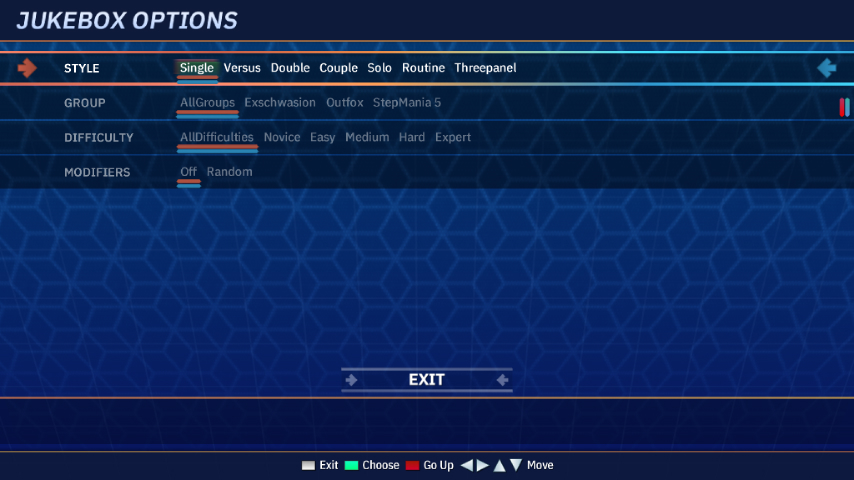 JUKEBOX OPTIONS
STYLE Single Versus Double Couple Solo Routine Threepanel
GROUP AllGroups Exschwasion Outfox StepMania 5
DIFFICULTY AllDifficulties Novice Easy Medium Hard Expert
MODIFIERS Off Random
EXIT
Exit Choose Go Up Move